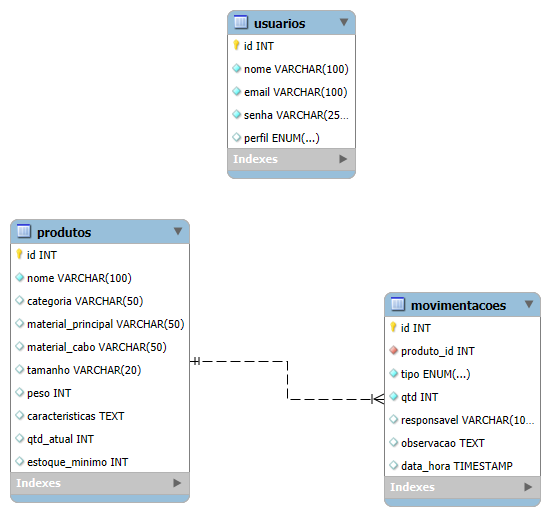 usuarios
id INT
nome VARCHAR(100)
email VARCHAR(100)
senha VARCHAR(25...
perfil ENUM(...)
Indexes
produtos
id INT
nome VARCHAR(100)
categoria VARCHAR(50)
material_principal VARCHAR(50)
material_cabo VARCHAR(50)
tamanho VARCHAR(20)
peso INT
caracteristicas TEXT
qtd_atual INT
estoque_minimo INT
Indexes
movimentacoes
id INT
produto_id INT
tipo ENUM(...)
qtd INT
responsavel VARCHAR(10...
observacao TEXT
data_hora TIMESTAMP
Indexes